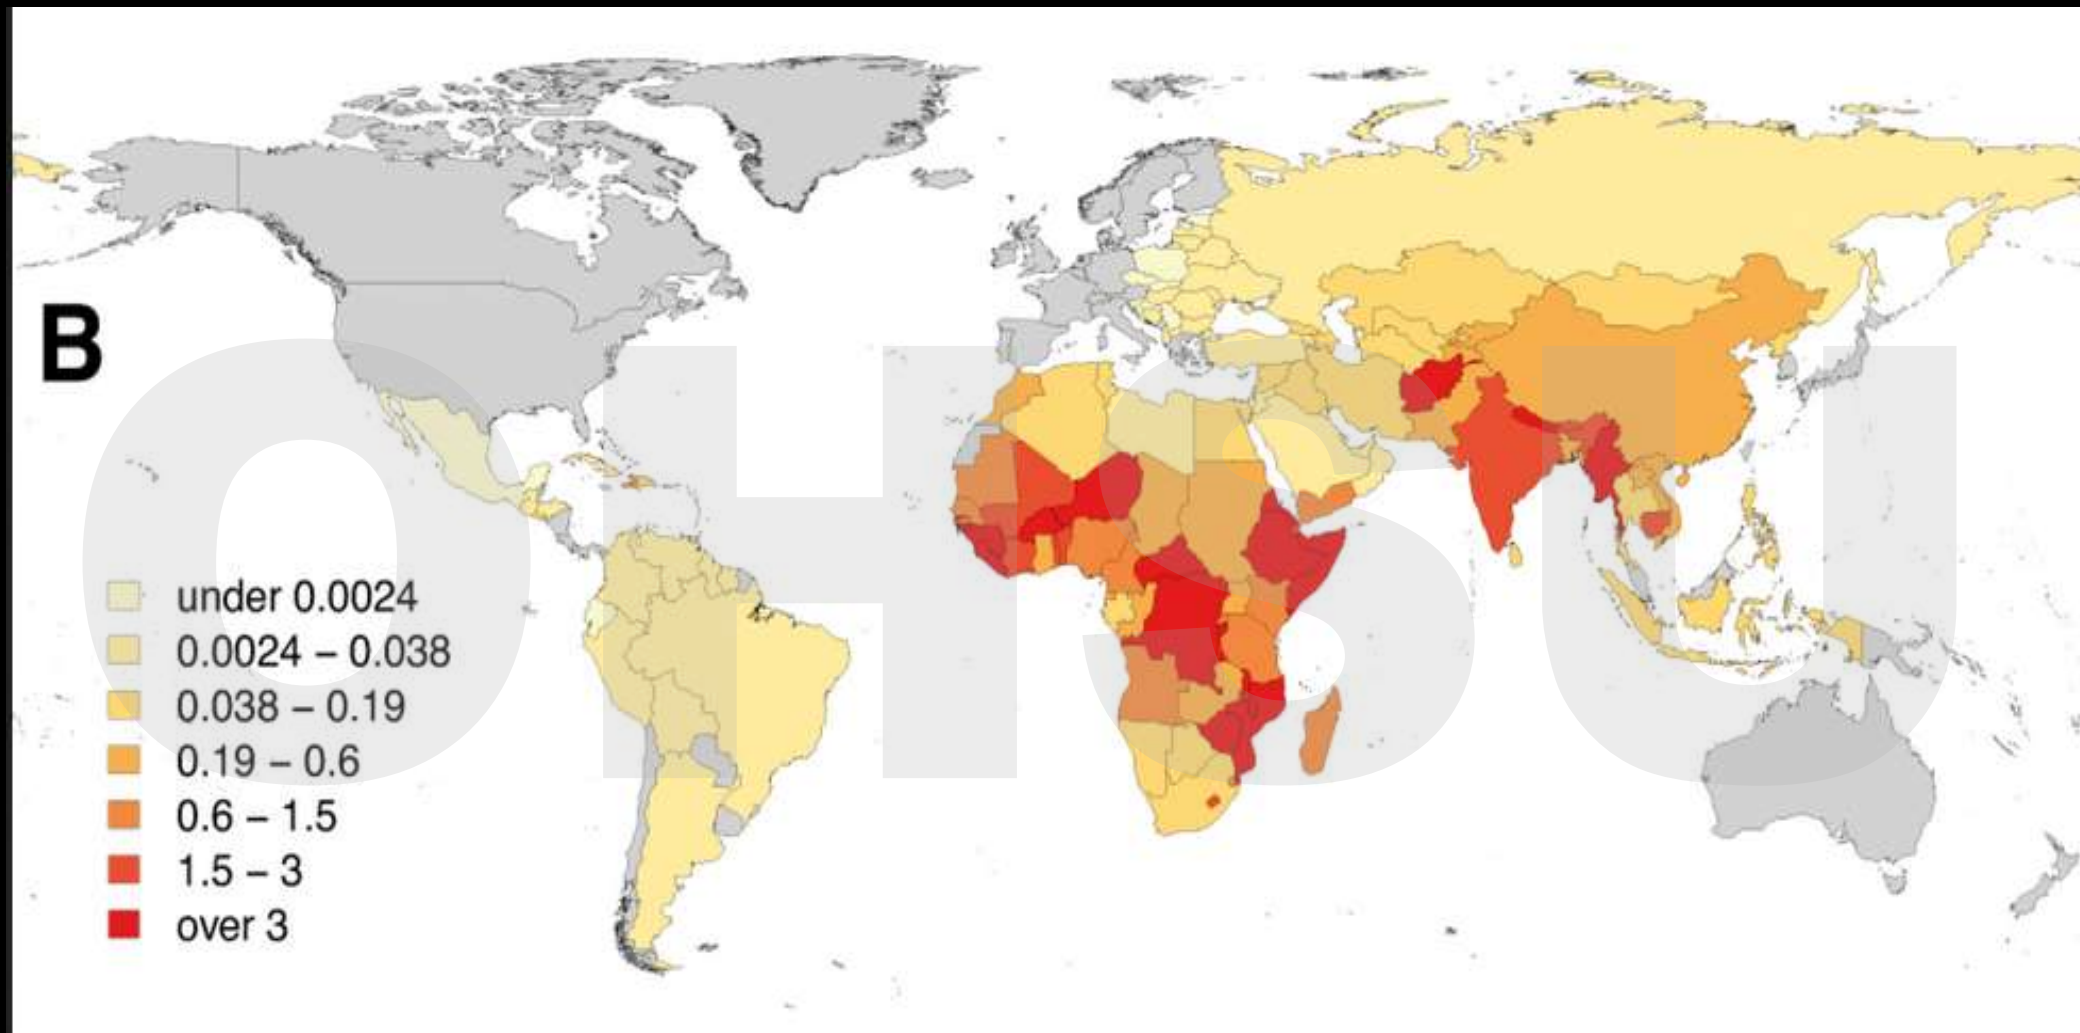 B
under 0.0024
0.0024 – 0.038
0.038 – 0.19
0.19 – 0.6
0.6 – 1.5
1.5 – 3
over 3
OHSU